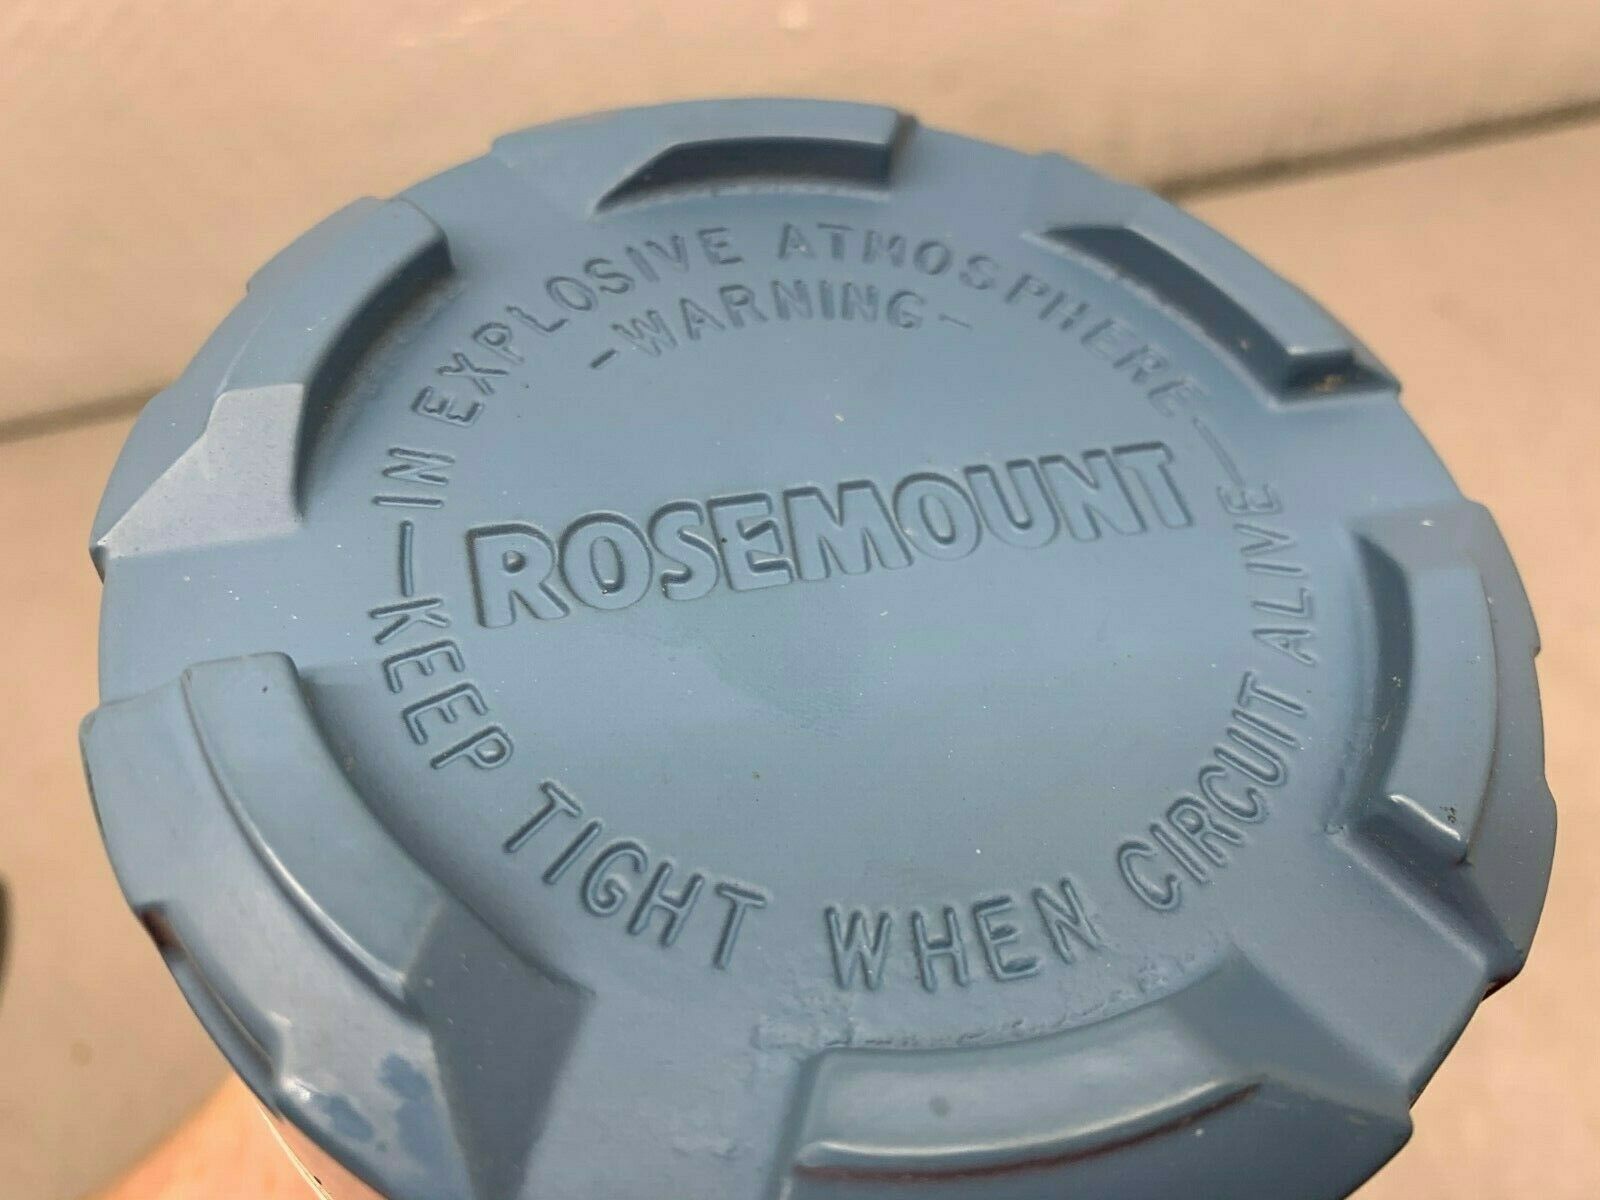 -WARNING-
-IN EXPLOSIVE ATMOSPHERE-
ROSEMOUNT
-KEEP TIGHT WHEN CIRCUIT ALIVE-